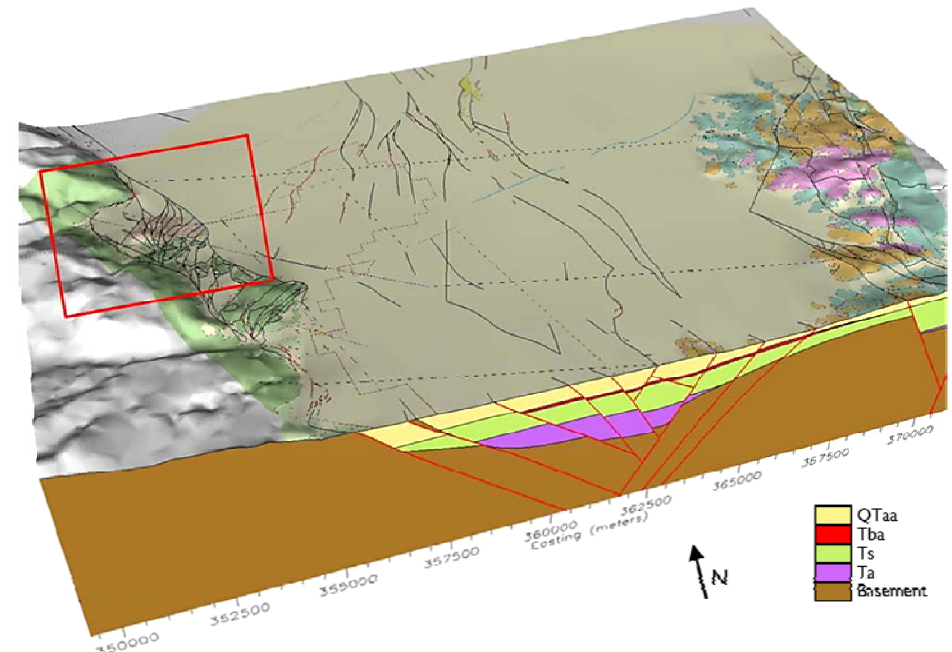 350000
352500
355000
357500
360000
362500
365000
367500
370000
Easting (meters)
N
QTaa
Tba
Ts
Ta
Basement